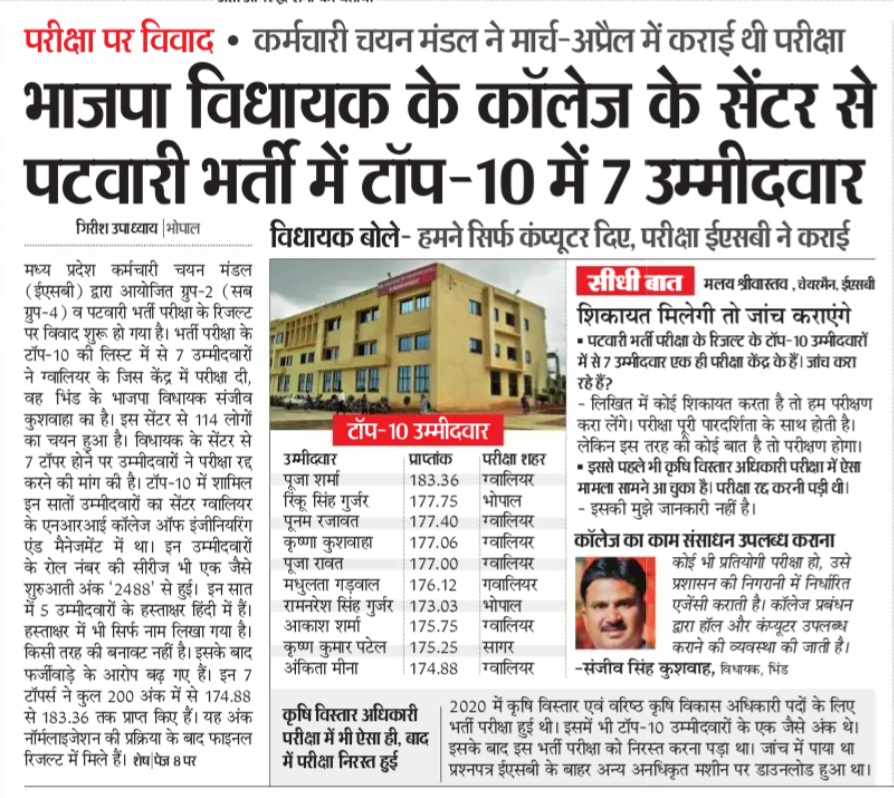 परीक्षा पर विवाद • कर्मचारी चयन मंडल ने मार्च-अप्रैल में कराई थी परीक्षा
भाजपा विधायक के कॉलेज के सेंटर से
पटवारी भर्ती में टॉप-10 में 7 उम्मीदवार
गिरीश उपाध्याय | भोपाल
मध्य प्रदेश कर्मचारी चयन मंडल
(ईएसबी) द्वारा आयोजित ग्रुप-2 (सब
ग्रुप-4) व पटवारी भर्ती परीक्षा के रिजल्ट
पर विवाद शुरू हो गया है। भर्ती परीक्षा के
टॉप-10 की लिस्ट में से 7 उम्मीदवारों
ने ग्वालियर के जिस केंद्र में परीक्षा दी,
वह भिंड के भाजपा विधायक संजीव
कुशवाहा का है। इस सेंटर से 114 लोगों
का चयन हुआ है। विधायक के सेंटर से
7 टॉपर होने पर उम्मीदवारों ने परीक्षा रद्द
करने की मांग की है। टॉप-10 में शामिल
इन सातों उम्मीदवारों का सेंटर ग्वालियर
के एनआरआई कॉलेज ऑफ इंजीनियरिंग
एंड मैनेजमेंट में था। इन उम्मीदवारों
के रोल नंबर की सीरीज भी एक जैसे
शुरुआती अंक '2488' से हुई। इन सात
में 5 उम्मीदवारों के हस्ताक्षर हिंदी में हैं।
हस्ताक्षर में भी सिर्फ नाम लिखा गया है।
किसी तरह की बनावट नहीं है। इसके बाद
फर्जीवाड़े के आरोप बढ़ गए हैं। इन 7
टॉपर्स ने कुल 200 अंक में से 174.88
से 183.36 तक प्राप्त किए हैं। यह अंक
नॉर्मलाइजेशन की प्रक्रिया के बाद फाइनल
रिजल्ट में मिले हैं। शेष|पेज 8 पर
विधायक बोले- हमने सिर्फ कंप्यूटर दिए, परीक्षा ईएसबी ने कराई
टॉप-10 उम्मीदवार
उम्मीदवार प्राप्तांक परीक्षा शहर
पूजा शर्मा 183.36 ग्वालियर
रिंकू सिंह गुर्जर 177.75 भोपाल
पूनम रजावत 177.40 ग्वालियर
कृष्णा कुशवाहा 177.06 ग्वालियर
पूजा रावत 177.00 ग्वालियर
मधुलता गड़वाल 176.12 गवालियर
रामनरेश सिंह गुर्जर 173.03 भोपाल
आकाश शर्मा 175.75 ग्वालियर
कृष्ण कुमार पटेल 175.25 सागर
अंकिता मीना 174.88 ग्वालियर
सीधी बात मलय श्रीवास्तव , चेयरमैन, ईएसबी
शिकायत मिलेगी तो जांच कराएंगे
▪ पटवारी भर्ती परीक्षा के रिजल्ट के टॉप-10 उम्मीदवारों
में से 7 उम्मीदवार एक ही परीक्षा केंद्र के हैं। जांच करा
रहे हैं?
- लिखित में कोई शिकायत करता है तो हम परीक्षण
करा लेंगे। परीक्षा पूरी पारदर्शिता के साथ होती है।
लेकिन इस तरह की कोई बात है तो परीक्षण होगा।
▪ इससे पहले भी कृषि विस्तार अधिकारी परीक्षा में ऐसा
मामला सामने आ चुका है। परीक्षा रद्द करनी पड़ी थी।
- इसकी मुझे जानकारी नहीं है।
कॉलेज का काम संसाधन उपलब्ध कराना
कोई भी प्रतियोगी परीक्षा हो, उसे
प्रशासन की निगरानी में निर्धारित
एजेंसी कराती है। कॉलेज प्रबंधन
द्वारा हॉल और कंप्यूटर उपलब्ध
कराने की व्यवस्था की जाती है।
-संजीव सिंह कुशवाह, विधायक, भिंड
कृषि विस्तार अधिकारी
परीक्षा में भी ऐसा ही, बाद
में परीक्षा निरस्त हुई
2020 में कृषि विस्तार एवं वरिष्ठ कृषि विकास अधिकारी पदों के लिए
भर्ती परीक्षा हुई थी। इसमें भी टॉप-10 उम्मीदवारों के एक जैसे अंक थे।
इसके बाद इस भर्ती परीक्षा को निरस्त करना पड़ा था। जांच में पाया था
प्रश्नपत्र ईएसबी के बाहर अन्य अनधिकृत मशीन पर डाउनलोड हुआ था।